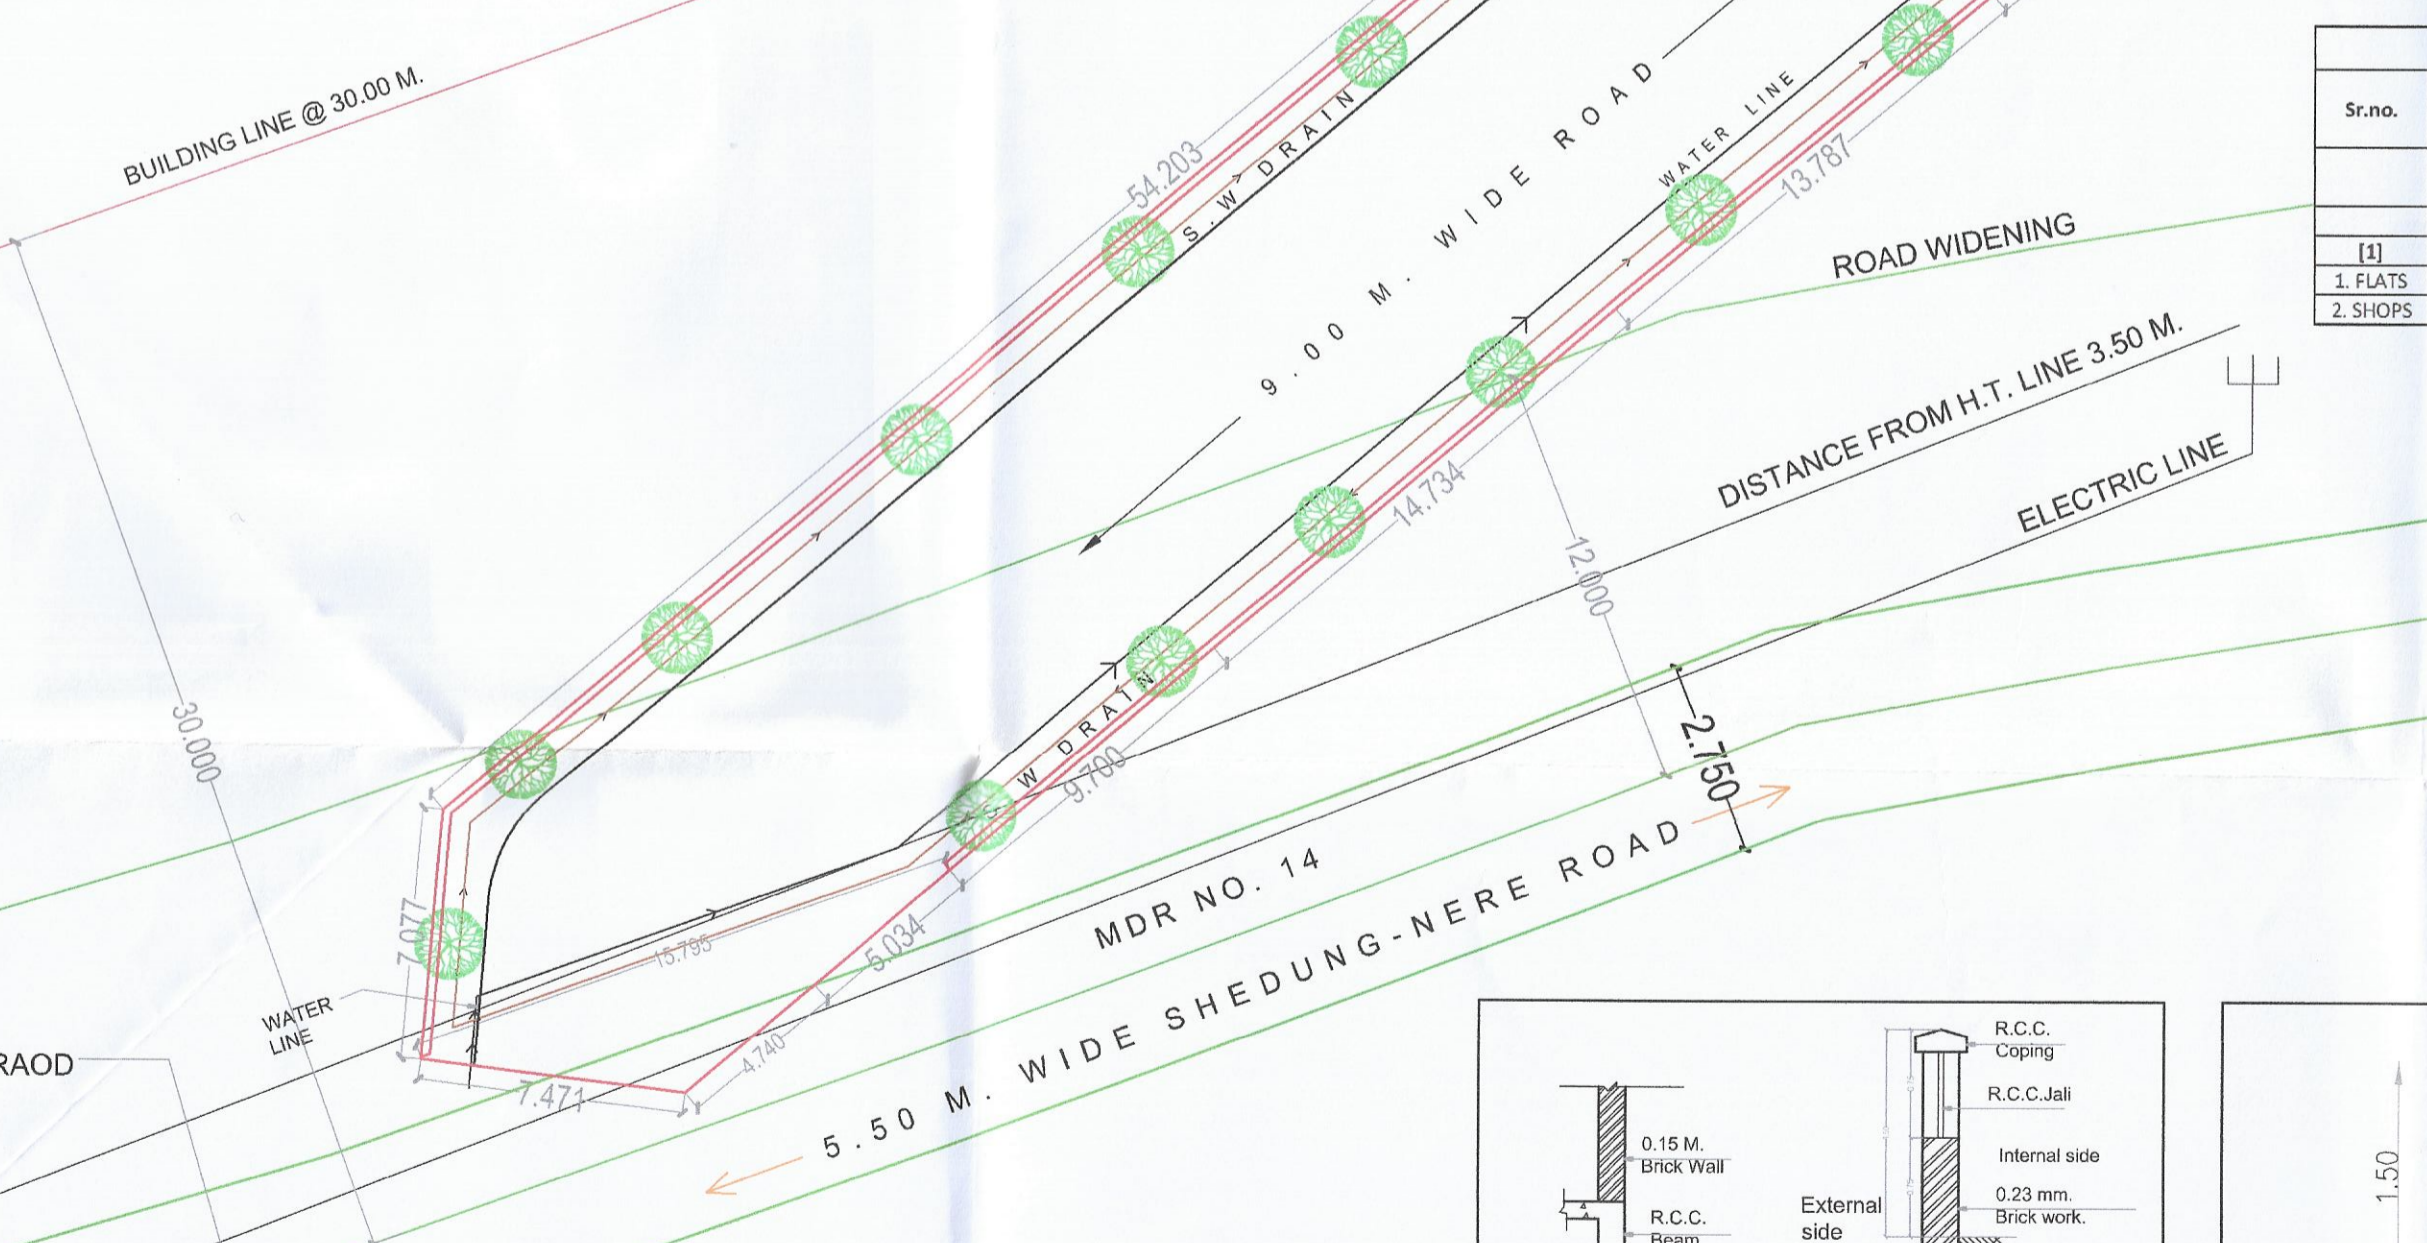 BUILDING LINE @ 30.00 M.
54.203
S.W DRAIN
9.00 M. WIDE ROAD
WATER LINE
13.787
ROAD WIDENING
Sr.no.
[1]
1. FLATS
2. SHOPS
DISTANCE FROM H.T. LINE 3.50 M.
ELECTRIC LINE
14.734
12.000
30.000
S W DRAIN
9.700
2.750
7.077
15.795
5.034
MDR NO. 14
5.50 M. WIDE SHEDUNG-NERE ROAD
WATER
LINE
RAOD
7.471
4.740
0.15 M.
Brick Wall
R.C.C.
Beam
R.C.C.
Coping
R.C.C.Jali
Internal side
0.23 mm.
Brick work.
External
side
1.50